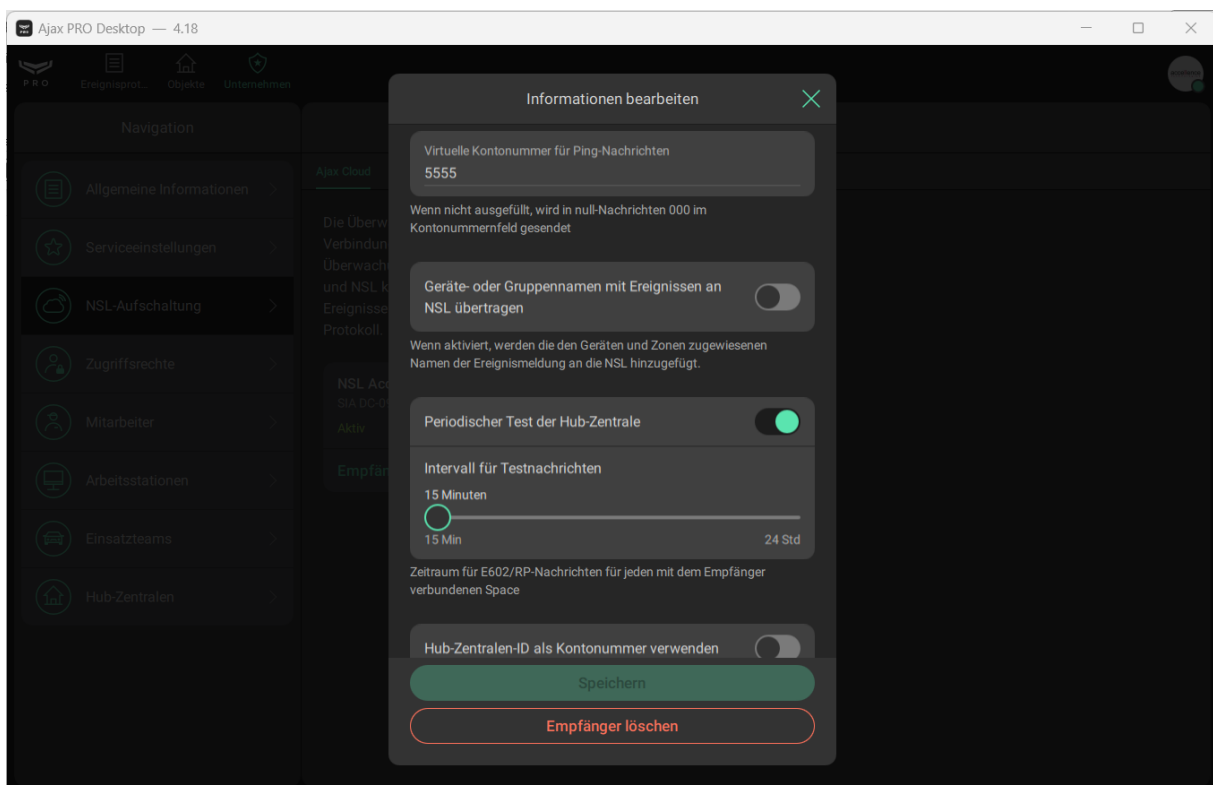 Ajax PRO Desktop — 4.18
PRO
Ereignisprot...
Objekte
Unternehmen
Navigation
Allgemeine Informationen
Serviceeinstellungen
NSL-Aufschaltung
Zugriffsrechte
Mitarbeiter
Arbeitsstationen
Einsatzteams
Hub-Zentralen
Ajax Cloud
Die Überw
Verbindun
Überwach
und NSL k
Ereignisse
Protokoll.
NSL Acc
SIA DC-09
Aktiv
Empfän
Informationen bearbeiten
Virtuelle Kontonummer für Ping-Nachrichten
5555
Wenn nicht ausgefüllt, wird in null-Nachrichten 000 im
Kontonummernfeld gesendet
Geräte- oder Gruppennamen mit Ereignissen an
NSL übertragen
Wenn aktiviert, werden die den Geräten und Zonen zugewiesenen
Namen der Ereignismeldung an die NSL hinzugefügt.
Periodischer Test der Hub-Zentrale
Intervall für Testnachrichten
15 Minuten
15 Min
24 Std
Zeitraum für E602/RP-Nachrichten für jeden mit dem Empfänger
verbundenen Space
Hub-Zentralen-ID als Kontonummer verwenden
Speichern
Empfänger löschen